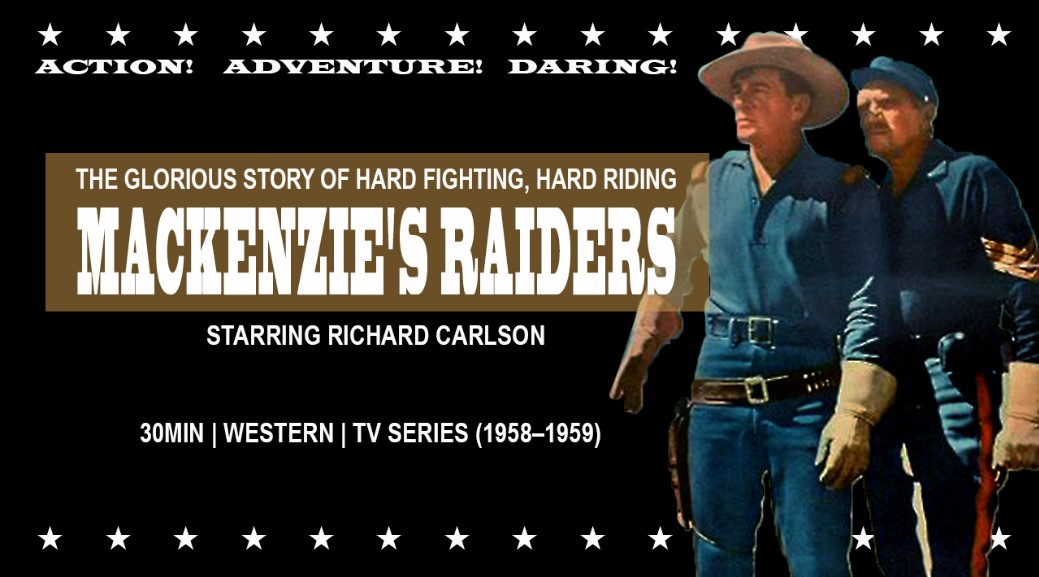 ACTION! ADVENTURE! DARING!
THE GLORIOUS STORY OF HARD FIGHTING, HARD RIDING
MACKENZIE'S RAIDERS
STARRING RICHARD CARLSON
30MIN | WESTERN | TV SERIES (1958–1959)